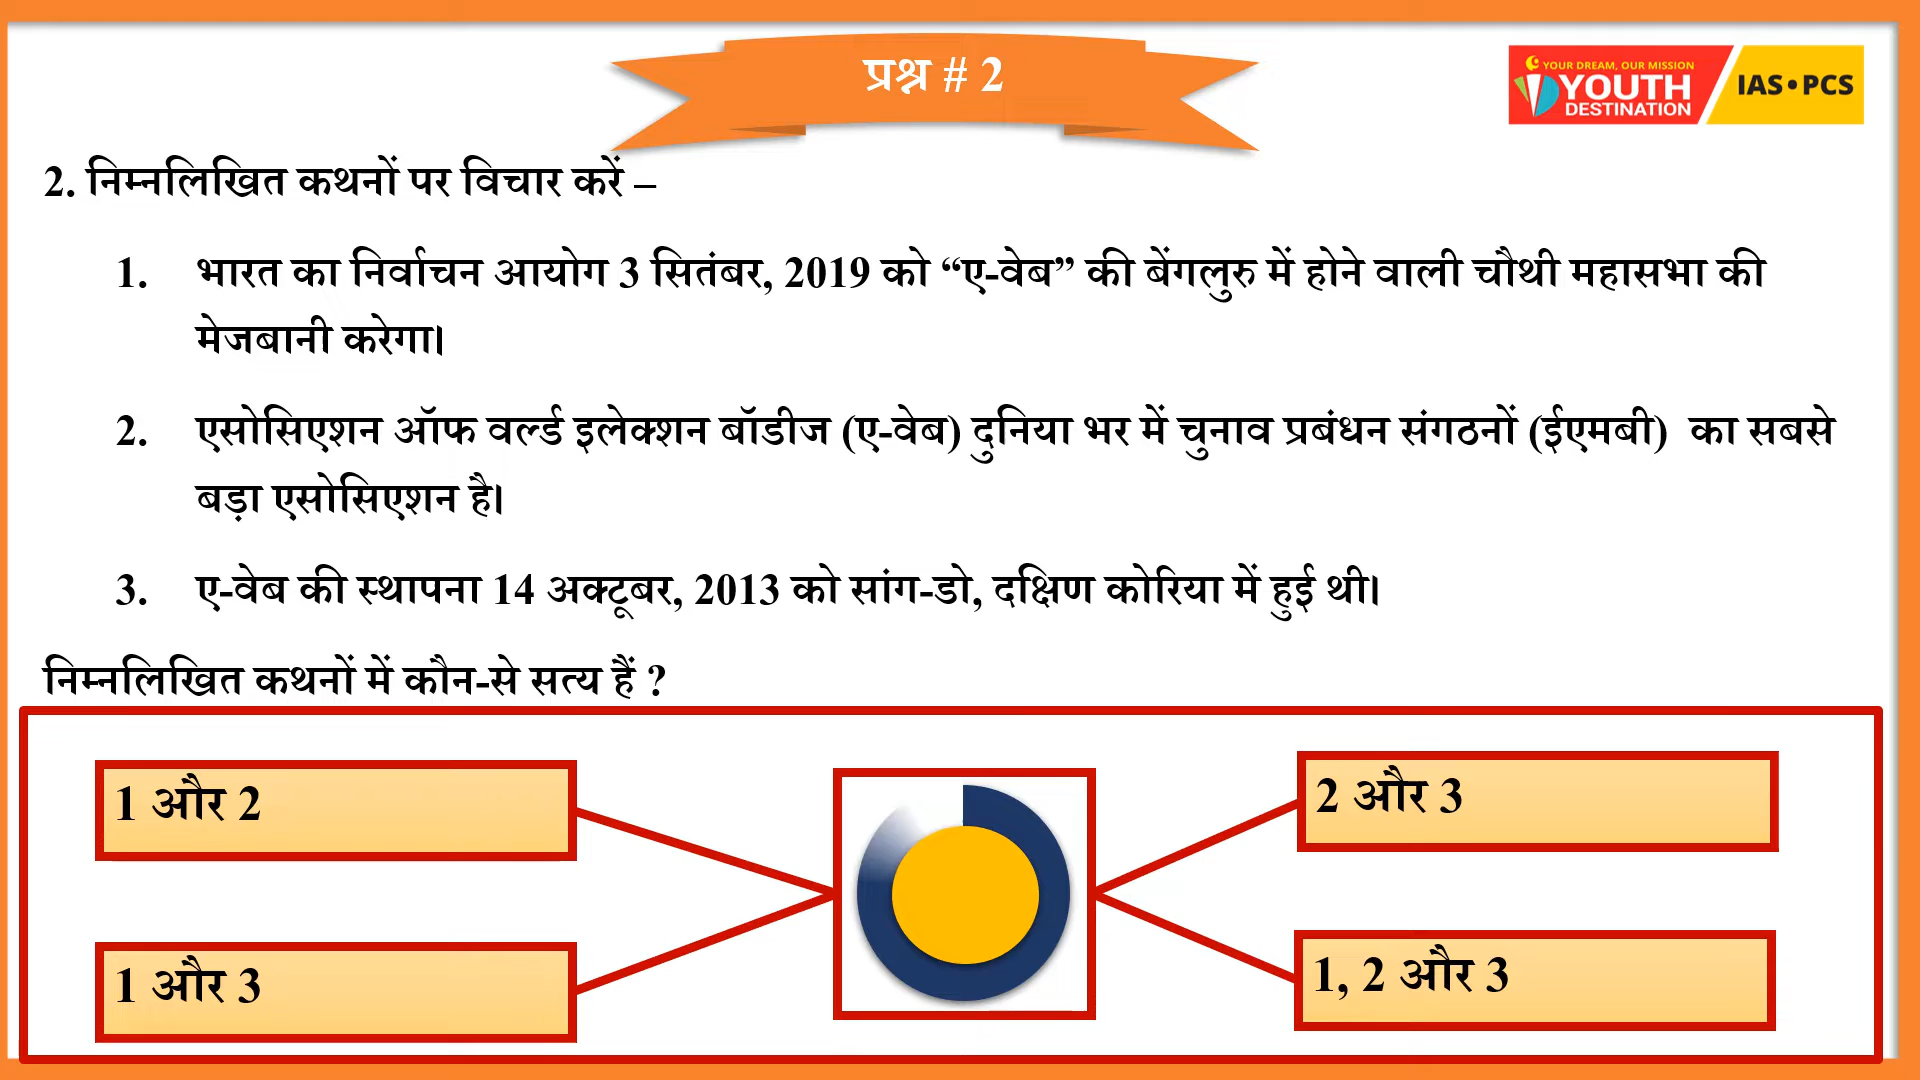 प्रश्न # 2
YOUR DREAM, OUR MISSION
YOUTH
DESTINATION
IAS•PCS
2. निम्नलिखित कथनों पर विचार करें –
1. भारत का निर्वाचन आयोग 3 सितंबर, 2019 को “ए-वेब” की बेंगलुरु में होने वाली चौथी महासभा की
मेजबानी करेगा।
2. एसोसिएशन ऑफ वर्ल्ड इलेक्शन बॉडीज (ए-वेब) दुनिया भर में चुनाव प्रबंधन संगठनों (ईएमबी) का सबसे
बड़ा एसोसिएशन है।
3. ए-वेब की स्थापना 14 अक्टूबर, 2013 को सांग-डो, दक्षिण कोरिया में हुई थी।
निम्नलिखित कथनों में कौन-से सत्य हैं ?
1 और 2
2 और 3
1 और 3
1, 2 और 3